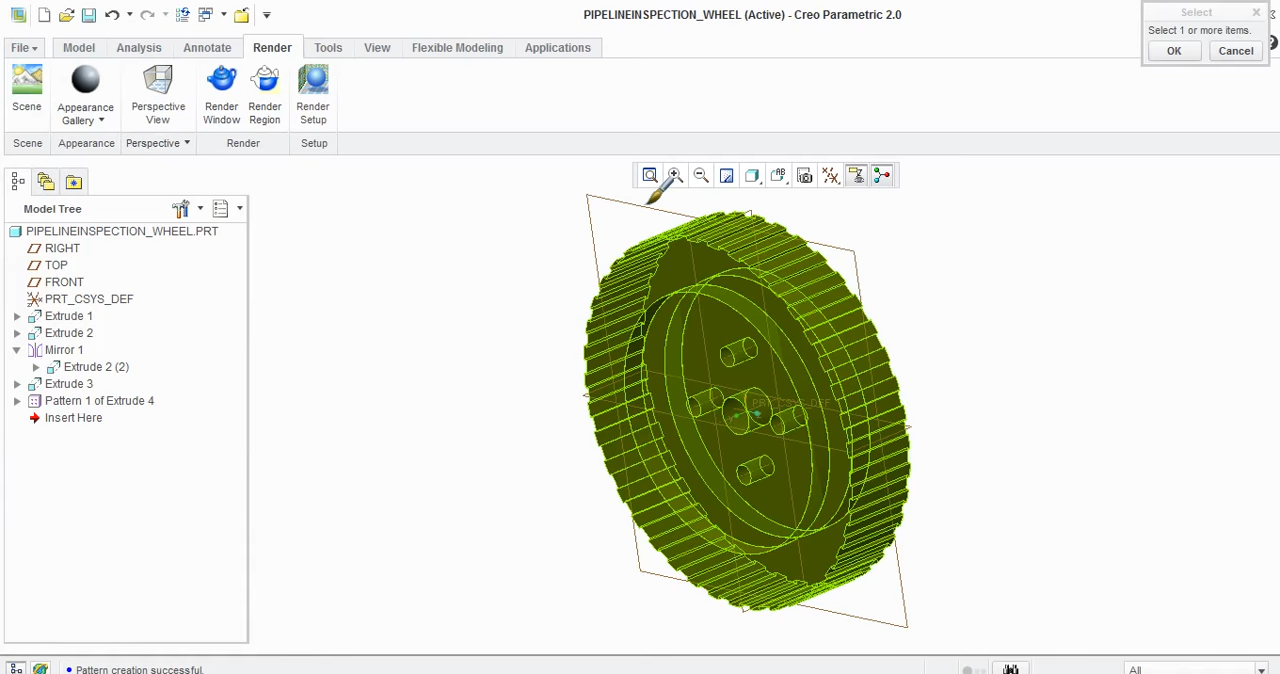 PIPELINEINSPECTION_WHEEL (Active) - Creo Parametric 2.0
Select
Select 1 or more items.
OK Cancel
File Model Analysis Annotate Render Tools View Flexible Modeling Applications
Scene Appearance Gallery Perspective View Render Window Render Region Render Setup
Scene Appearance Perspective Render Setup
Model Tree
PIPELINEINSPECTION_WHEEL.PRT
RIGHT
TOP
FRONT
PRT_CSYS_DEF
Extrude 1
Extrude 2
Mirror 1
Extrude 2 (2)
Extrude 3
Pattern 1 of Extrude 4
Insert Here
PRT_CSYS_DEF
Pattern creation successful.
All